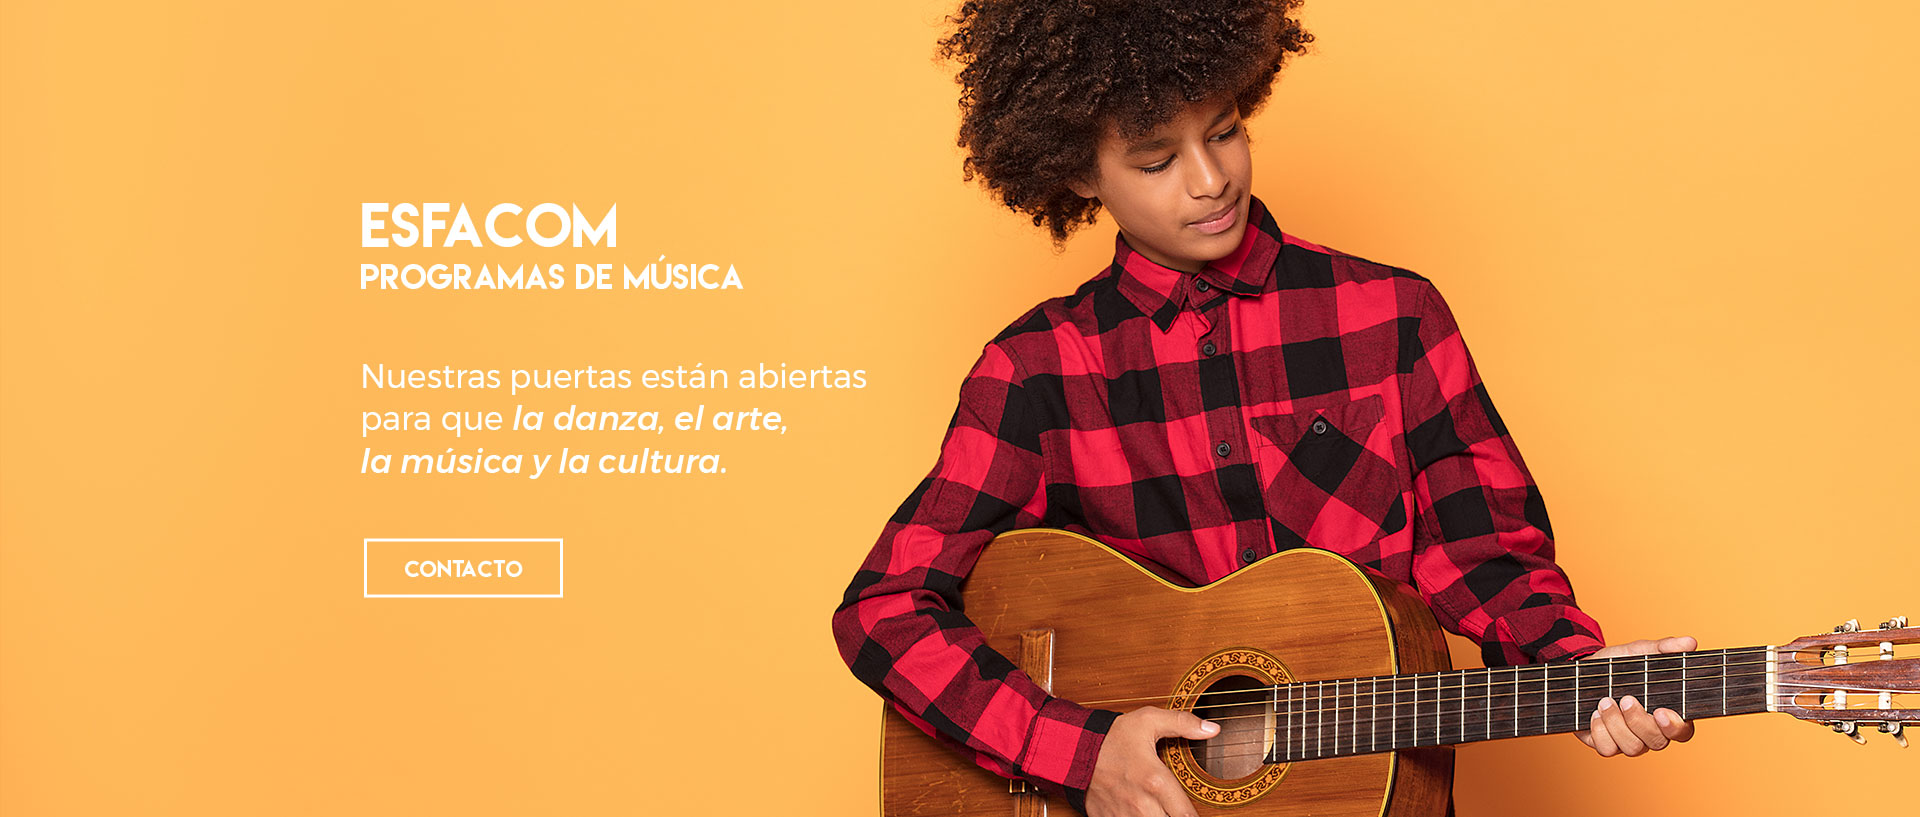 ESFACOM
PROGRAMAS DE MÚSICA
Nuestras puertas están abiertas
para que la danza, el arte,
la música y la cultura.
CONTACTO